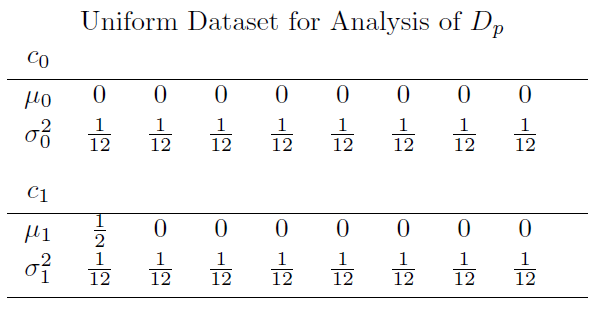 Uniform Dataset for Analysis of $D_p$
$c_0$
$\mu_0$ 0 0 0 0 0 0 0 0
$\sigma_0^2$ $\frac{1}{12}$ $\frac{1}{12}$ $\frac{1}{12}$ $\frac{1}{12}$ $\frac{1}{12}$ $\frac{1}{12}$ $\frac{1}{12}$ $\frac{1}{12}$
$c_1$
$\mu_1$ $\frac{1}{2}$ 0 0 0 0 0 0 0
$\sigma_1^2$ $\frac{1}{12}$ $\frac{1}{12}$ $\frac{1}{12}$ $\frac{1}{12}$ $\frac{1}{12}$ $\frac{1}{12}$ $\frac{1}{12}$ $\frac{1}{12}$